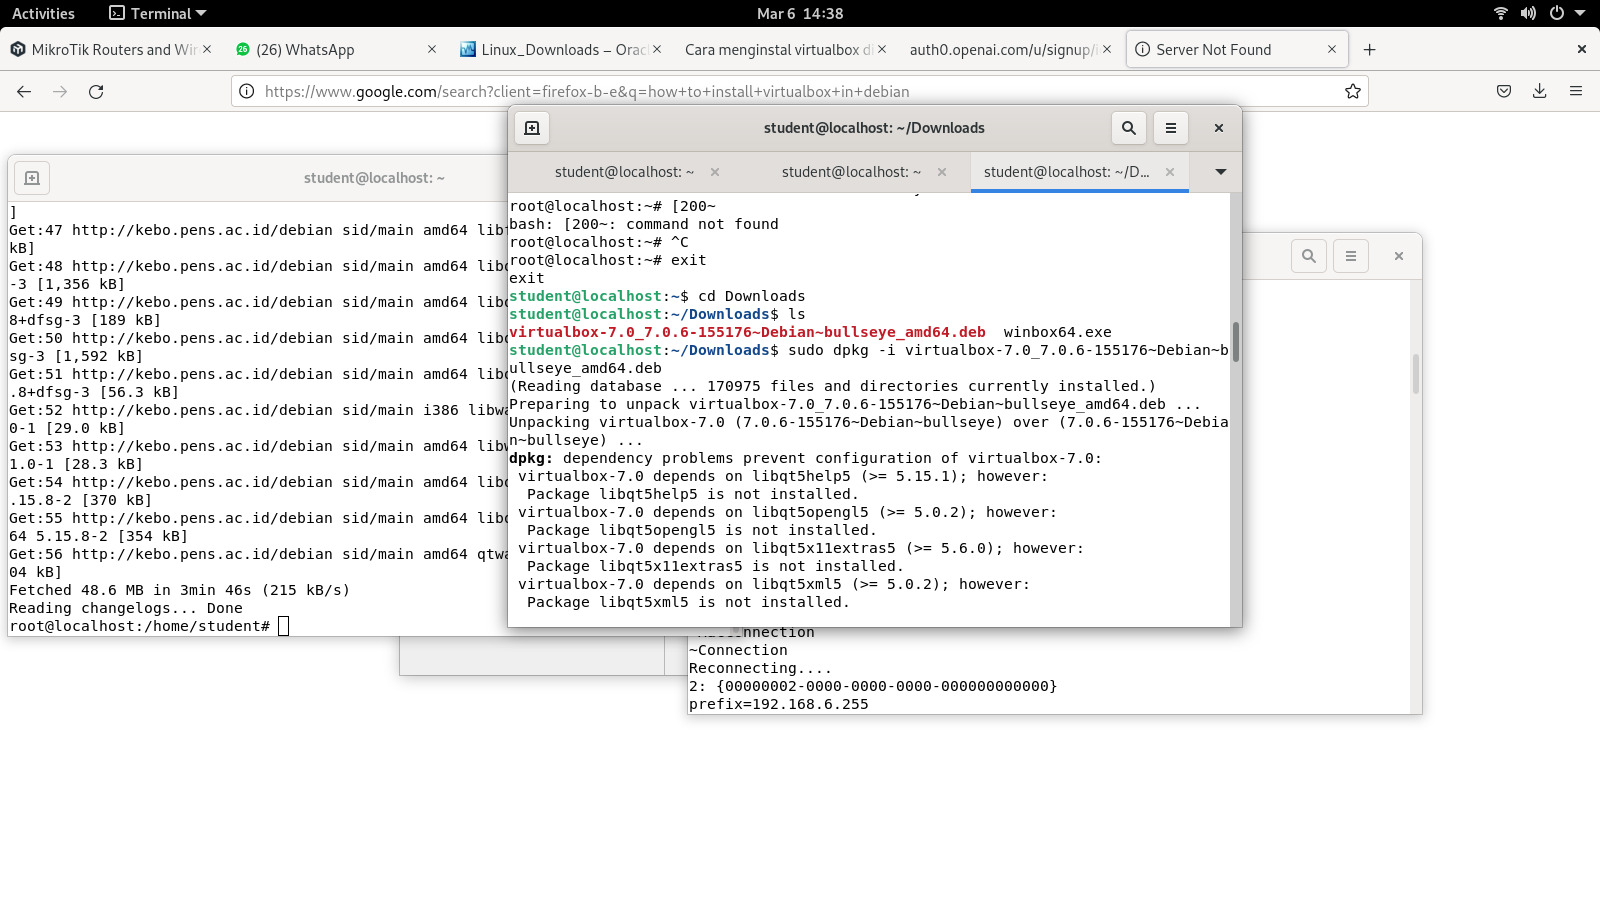 Activities
Terminal
Mar 6 14:38
MikroTik Routers and Wir
(26) WhatsApp
Linux_Downloads – Orac
Cara menginstal virtualbox di
auth0.openai.com/u/signup/i
Server Not Found
https://www.google.com/search?client=firefox-b-e&q=how+to+install+virtualbox+in+debian
student@localhost: ~
]
Get:47 http://kebo.pens.ac.id/debian sid/main amd64
kB]
Get:48 http://kebo.pens.ac.id/debian sid/main amd64
-3 [1,356 kB]
Get:49 http://kebo.pens.ac.id/debian sid/main amd64
8+dfsg-3 [189 kB]
Get:50 http://kebo.pens.ac.id/debian sid/main amd64
sg-3 [1,592 kB]
Get:51 http://kebo.pens.ac.id/debian sid/main amd64
.8+dfsg-3 [56.3 kB]
Get:52 http://kebo.pens.ac.id/debian sid/main i386 libwa
0-1 [29.0 kB]
Get:53 http://kebo.pens.ac.id/debian sid/main amd64
1.0-1 [28.3 kB]
Get:54 http://kebo.pens.ac.id/debian sid/main amd64
.15.8-2 [370 kB]
Get:55 http://kebo.pens.ac.id/debian sid/main amd64
64 5.15.8-2 [354 kB]
Get:56 http://kebo.pens.ac.id/debian sid/main amd64 qtwa
04 kB]
Fetched 48.6 MB in 3min 46s (215 kB/s)
Reading changelogs... Done
root@localhost:/home/student#
student@localhost: ~/Downloads
student@localhost: ~
student@localhost: ~
student@localhost: ~/D...
root@localhost:~# [200~
bash: [200~: command not found
root@localhost:~# ^C
root@localhost:~# exit
exit
student@localhost:~$ cd Downloads
student@localhost:~/Downloads$ ls
virtualbox-7.0_7.0.6-155176~Debian~bullseye_amd64.deb  winbox64.exe
student@localhost:~/Downloads$ sudo dpkg -i virtualbox-7.0_7.0.6-155176~Debian~b
ullseye_amd64.deb
(Reading database ... 170975 files and directories currently installed.)
Preparing to unpack virtualbox-7.0_7.0.6-155176~Debian~bullseye_amd64.deb ...
Unpacking virtualbox-7.0 (7.0.6-155176~Debian~bullseye) over (7.0.6-155176~Debia
n~bullseye) ...
dpkg: dependency problems prevent configuration of virtualbox-7.0:
virtualbox-7.0 depends on libqt5help5 (>= 5.15.1); however:
Package libqt5help5 is not installed.
virtualbox-7.0 depends on libqt5opengl5 (>= 5.0.2); however:
Package libqt5opengl5 is not installed.
virtualbox-7.0 depends on libqt5x11extras5 (>= 5.6.0); however:
Package libqt5x11extras5 is not installed.
virtualbox-7.0 depends on libqt5xml5 (>= 5.0.2); however:
Package libqt5xml5 is not installed.
~Connection
Reconnecting....
2: {00000002-0000-0000-0000-000000000000}
prefix=192.168.6.255